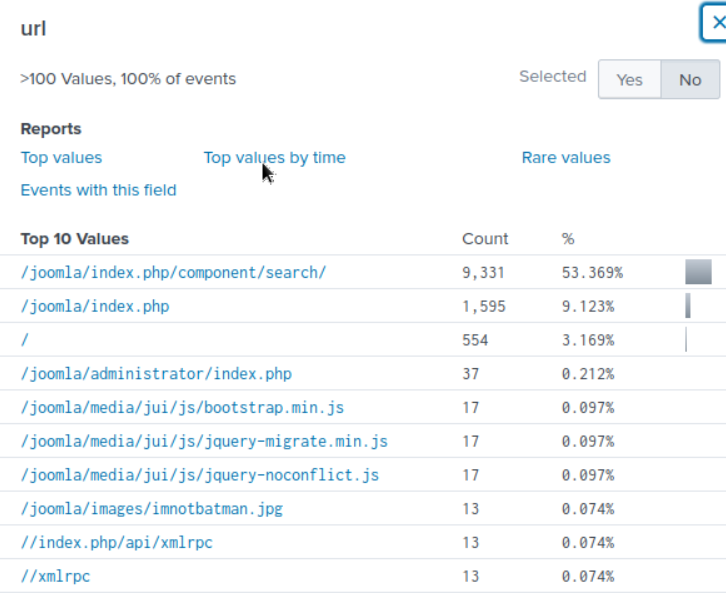 url
>100 Values, 100% of events
Selected Yes No
Reports
Top values Top values by time Rare values
Events with this field
Top 10 Values Count %
/joomla/index.php/component/search/ 9,331 53.369%
/joomla/index.php 1,595 9.123%
/ 554 3.169%
/joomla/administrator/index.php 37 0.212%
/joomla/media/jui/js/bootstrap.min.js 17 0.097%
/joomla/media/jui/js/jquery-migrate.min.js 17 0.097%
/joomla/media/jui/js/jquery-noconflict.js 17 0.097%
/joomla/images/imnotbatman.jpg 13 0.074%
//index.php/api/xmlrpc 13 0.074%
//xmlrpc 13 0.074%